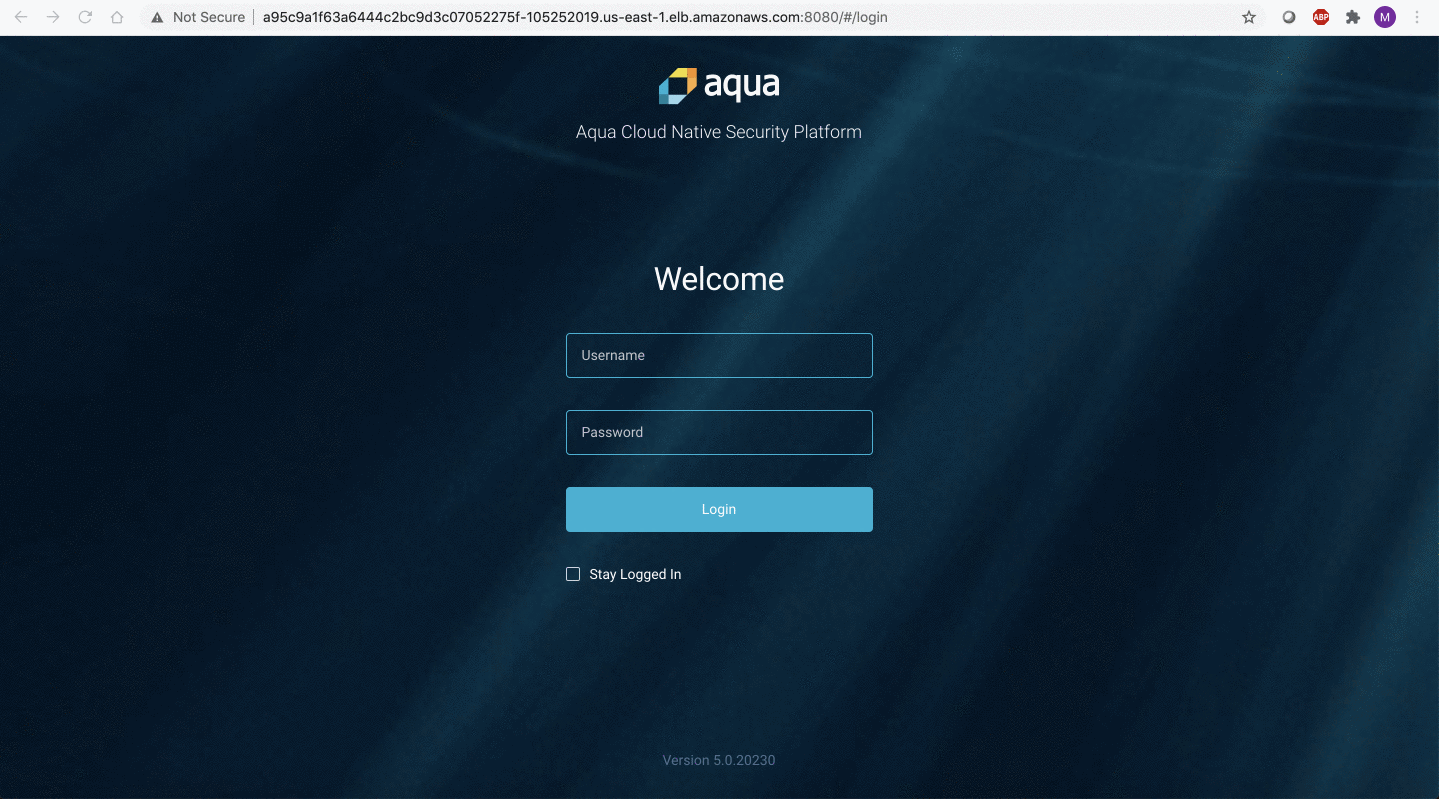 Not Secure a95c9a1f63a6444c2bc9d3c07052275f-105252019.us-east-1.elb.amazonaws.com:8080/#/login ABP M
aqua
Aqua Cloud Native Security Platform
Welcome
Username
Password
Login
Stay Logged In
Version 5.0.20230